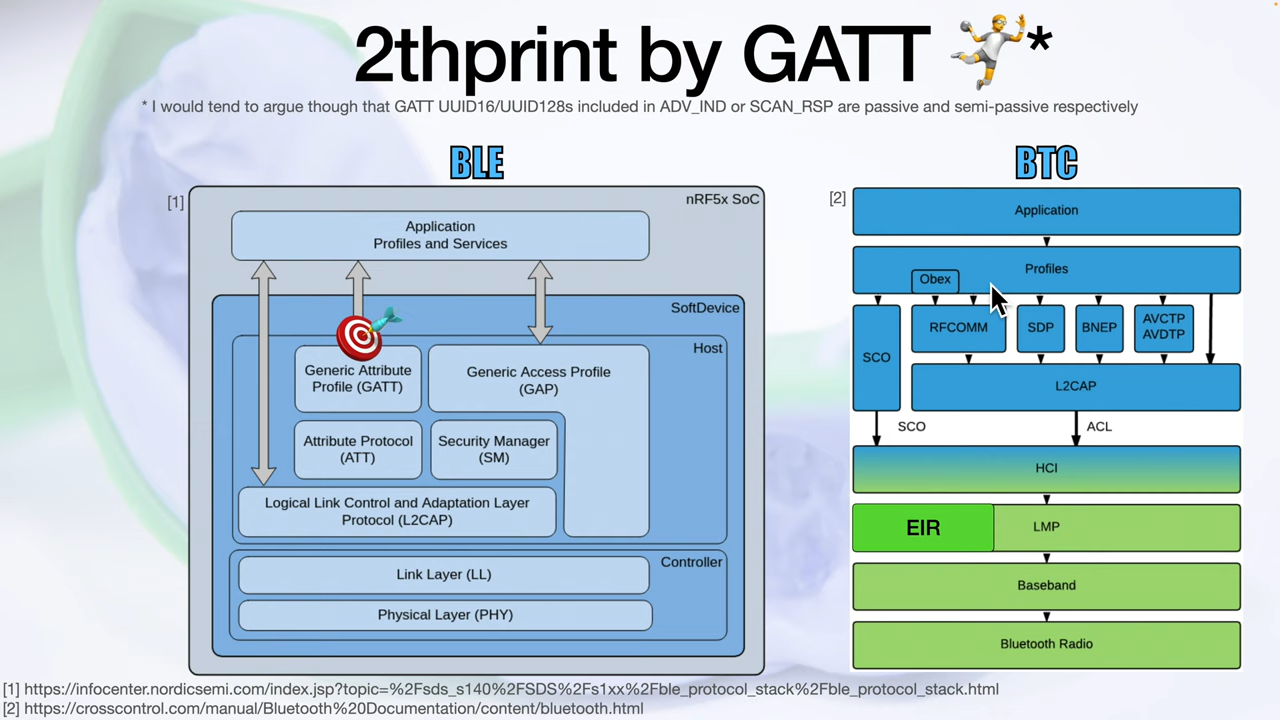 2thprint by GATT *
* I would tend to argue though that GATT UUID16/UUID128s included in ADV_IND or SCAN_RSP are passive and semi-passive respectively
BLE
[1]
nRF5x SoC
Application
Profiles and Services
SoftDevice
Host
Generic Attribute
Profile (GATT)
Generic Access Profile
(GAP)
Attribute Protocol
(ATT)
Security Manager
(SM)
Logical Link Control and Adaptation Layer
Protocol (L2CAP)
Controller
Link Layer (LL)
Physical Layer (PHY)
BTC
[2]
Application
Profiles
Obex
SCO
RFCOMM
SDP
BNEP
AVCTP
AVDTP
L2CAP
SCO
ACL
HCI
EIR
LMP
Baseband
Bluetooth Radio
[1] https://infocenter.nordicsemi.com/index.jsp?topic=%2Fsds_s140%2FSDS%2Fs1xx%2Fble_protocol_stack%2Fble_protocol_stack.html
[2] https://crosscontrol.com/manual/Bluetooth%20Documentation/content/bluetooth.html